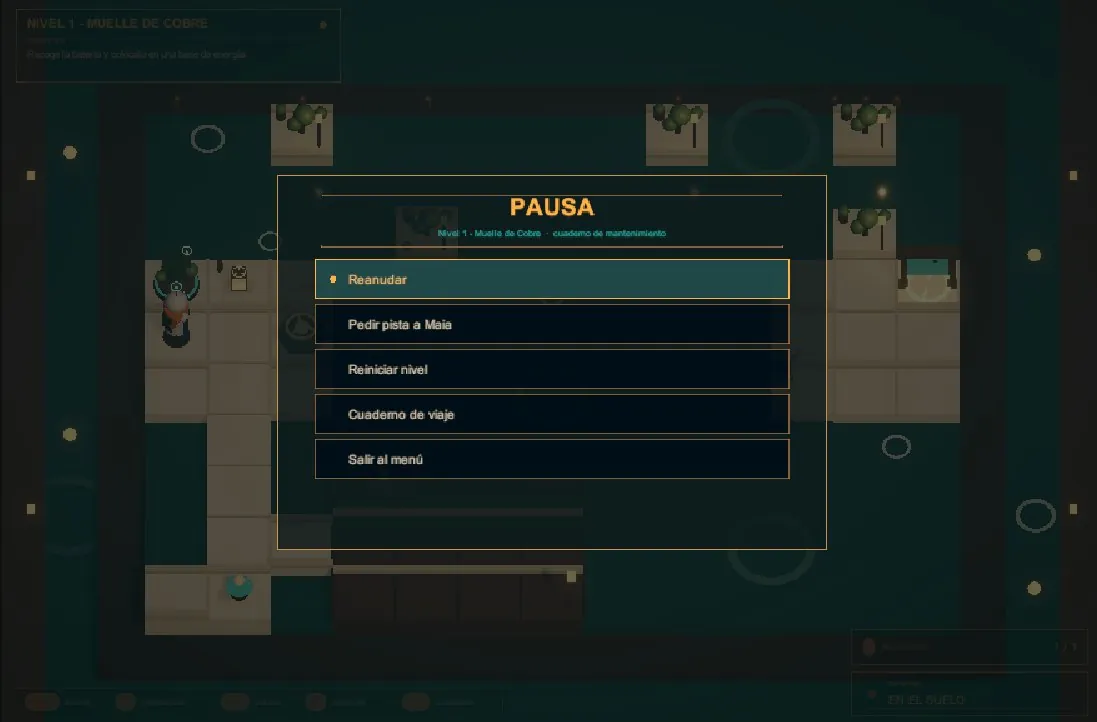 NIVEL 1 - MUELLE DE COBRE
Recoge la batería y colócala en una base de energía.
PAUSA
Nivel 1 - Muelle de Cobre · cuaderno de mantenimiento
Reanudar
Pedir pista a Maia
Reiniciar nivel
Cuaderno de viaje
Salir al menú
1 / 1
EN EL SUELO